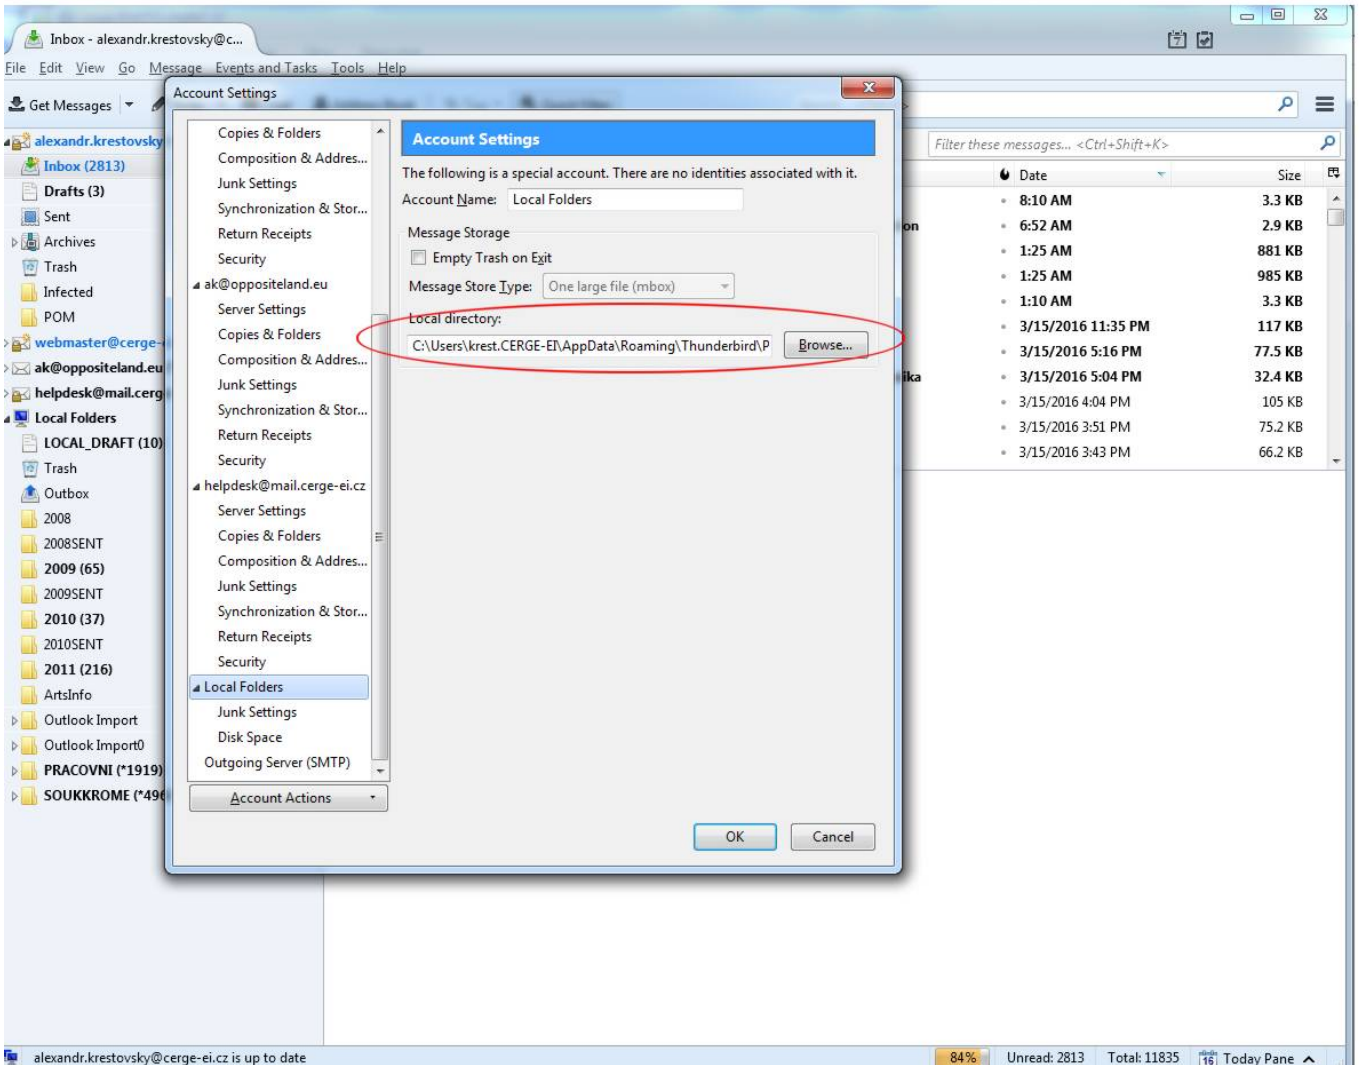 Inbox - alexandr.krestovsky@c...
File Edit View Go Message Events and Tasks Tools Help
Get Messages
Account Settings
alexandr.krestovsky
Inbox (2813)
Drafts (3)
Sent
Archives
Trash
Infected
POM
webmaster@cerge-
ak@oppositeland.eu
helpdesk@mail.cerg
Local Folders
LOCAL_DRAFT (10)
Trash
Outbox
2008
2008SENT
2009 (65)
2009SENT
2010 (37)
2010SENT
2011 (216)
ArtsInfo
Outlook Import
Outlook Import0
PRACOVNI (*1919)
SOUKKROME (*496
Copies & Folders
Composition & Addres...
Junk Settings
Synchronization & Stor...
Return Receipts
Security
ak@oppositeland.eu
Server Settings
Copies & Folders
Composition & Addres...
Junk Settings
Synchronization & Stor...
Return Receipts
Security
helpdesk@mail.cerge-ei.cz
Server Settings
Copies & Folders
Composition & Addres...
Junk Settings
Synchronization & Stor...
Return Receipts
Security
Local Folders
Junk Settings
Disk Space
Outgoing Server (SMTP)
Account Actions
Account Settings
The following is a special account. There are no identities associated with it.
Account Name: Local Folders
Message Storage
Empty Trash on Exit
Message Store Type: One large file (mbox)
Local directory:
C:\Users\krest.CERGE-EI\AppData\Roaming\Thunderbird\P Browse...
OK Cancel
Filter these messages... <Ctrl+Shift+K>
Date Size
8:10 AM 3.3 KB
on 6:52 AM 2.9 KB
1:25 AM 881 KB
1:25 AM 985 KB
1:10 AM 3.3 KB
3/15/2016 11:35 PM 117 KB
3/15/2016 5:16 PM 77.5 KB
ika 3/15/2016 5:04 PM 32.4 KB
3/15/2016 4:04 PM 105 KB
3/15/2016 3:51 PM 75.2 KB
3/15/2016 3:43 PM 66.2 KB
alexandr.krestovsky@cerge-ei.cz is up to date
84% Unread: 2813 Total: 11835 16 Today Pane